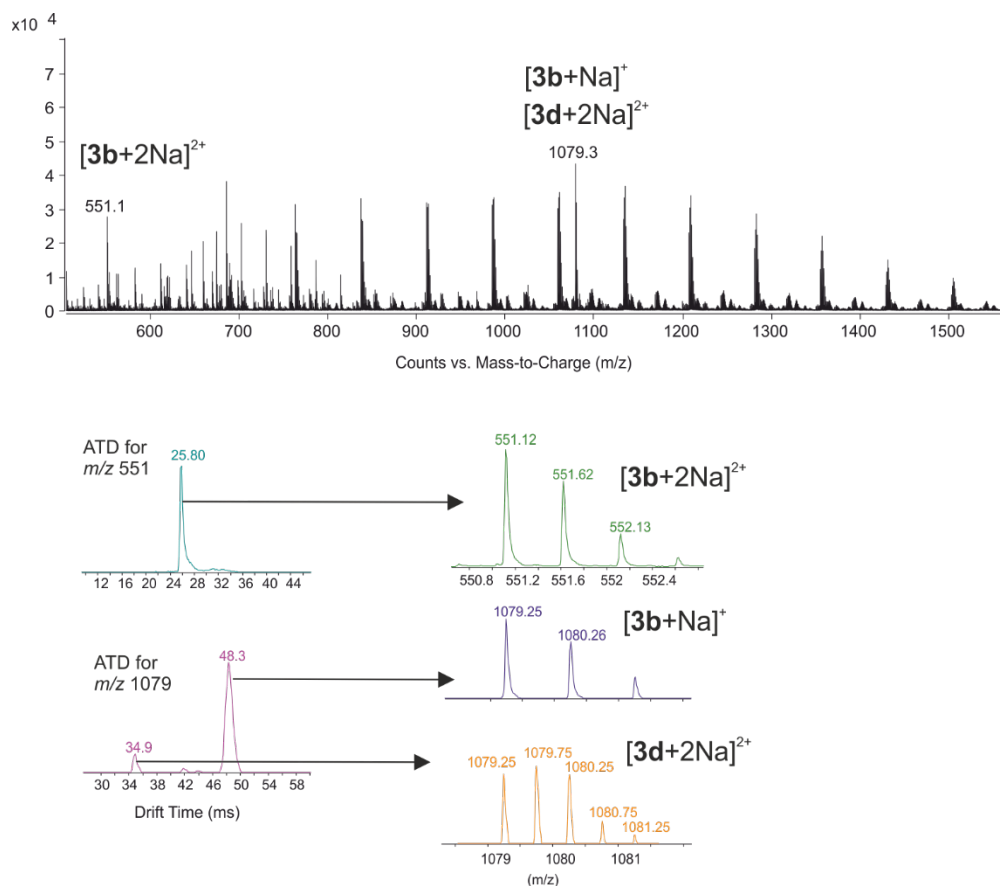 x10 4
7
6
5
4
3
2
1
0
[3b+2Na]²⁺
551.1
[3b+Na]⁺
[3d+2Na]²⁺
1079.3
600 700 800 900 1000 1100 1200 1300 1400 1500
Counts vs. Mass-to-Charge (m/z)
ATD for
m/z 551
25.80
12 16 20 24 28 32 36 40 44
551.12
551.62
552.13
[3b+2Na]²⁺
550.8 551.2 551.6 552 552.4
ATD for
m/z 1079
48.3
34.9
30 34 38 42 46 50 54 58
Drift Time (ms)
1079.25
1080.26
[3b+Na]⁺
[3d+2Na]²⁺
1079.25
1079.75
1080.25
1080.75
1081.25
1079 1080 1081
(m/z)